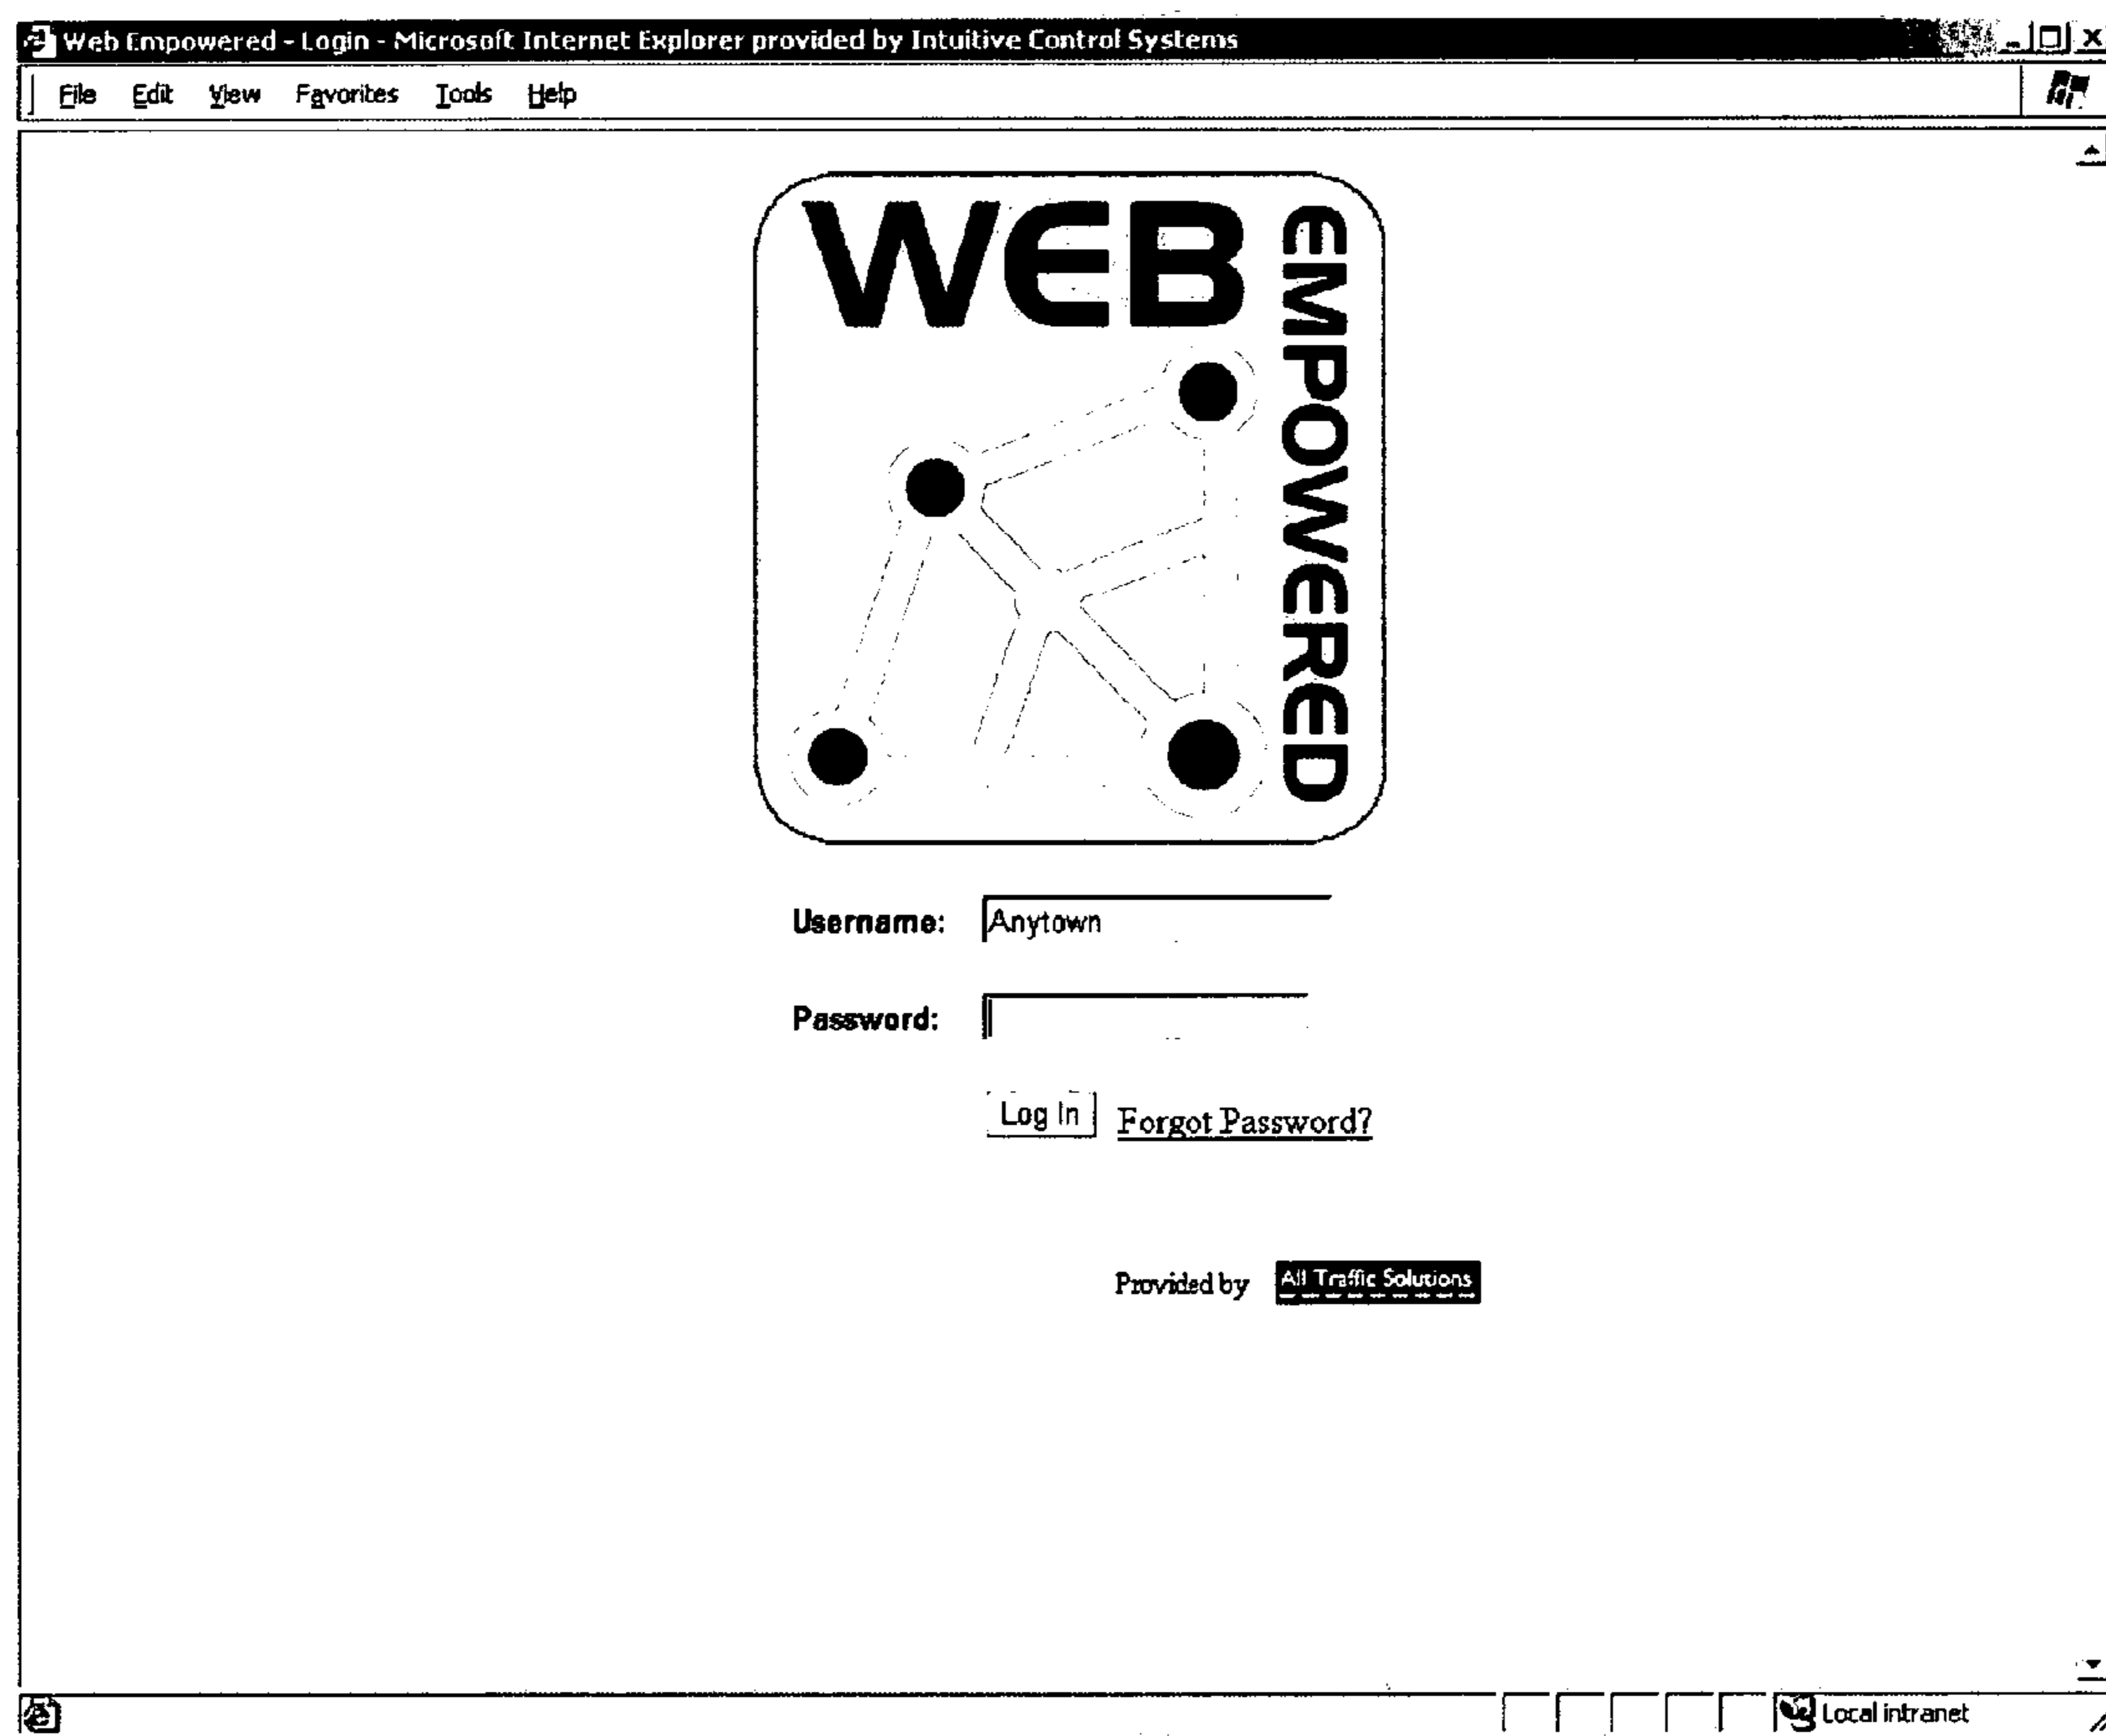 Web Empowered - Login - Microsoft Internet Explorer provided by Intuitive Control Systems
File Edit View Favorites Tools Help
WEB
EMPOWERED
Username: Anytown
Password:
Log In Forgot Password?
Provided by All Traffic Solutions
Local intranet